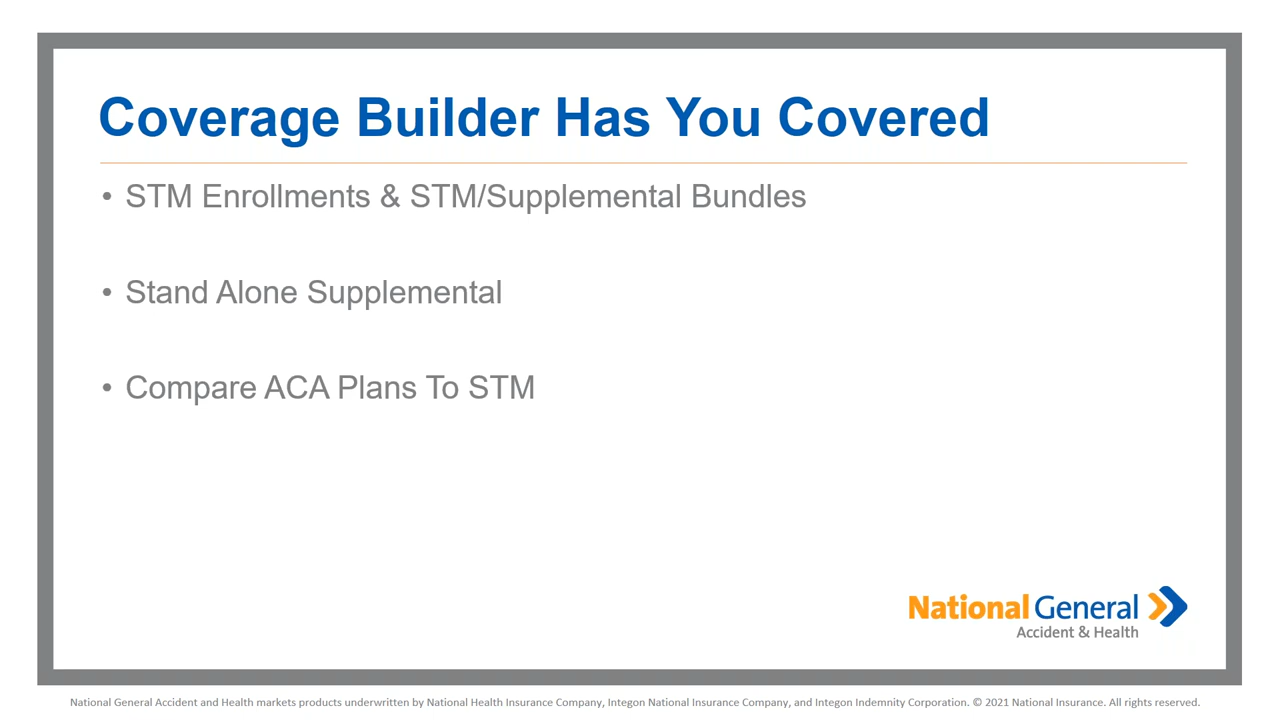 Coverage Builder Has You Covered
• STM Enrollments & STM/Supplemental Bundles
• Stand Alone Supplemental
• Compare ACA Plans To STM
National General
Accident & Health
National General Accident and Health markets products underwritten by National Health Insurance Company, Integon National Insurance Company, and Integon Indemnity Corporation. © 2021 National Insurance. All rights reserved.